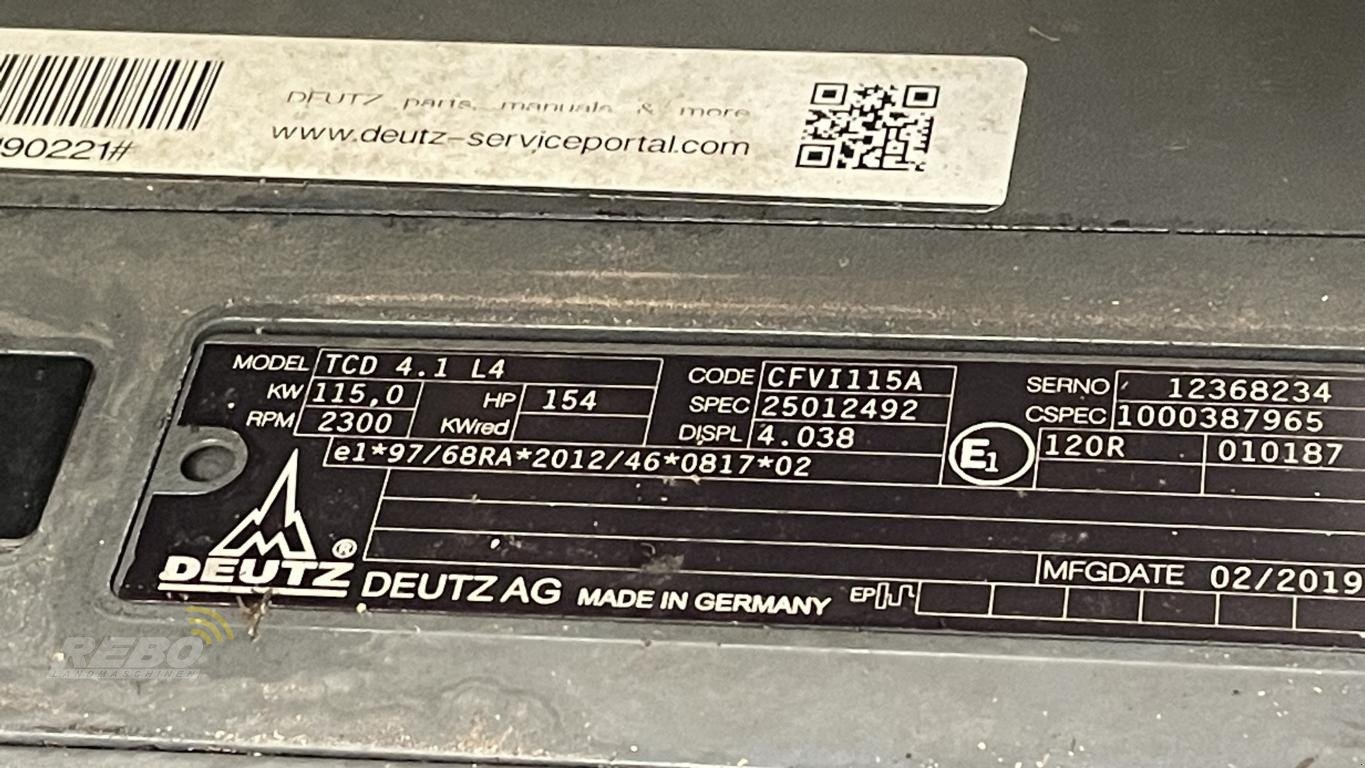 DEUTZ parts, manuals & more
www.deutz-serviceportal.com
90221#
MODEL TCD 4.1 L4 CODE CFVI115A SERNO 12368234
KW 115,0 HP 154 SPEC 25012492 CSPEC 1000387965
RPM 2300 KWred DISPL 4.038 E1 120R 010187
e1*97/68RA*2012/46*0817*02
MFGDATE 02/2019
DEUTZ® DEUTZ AG MADE IN GERMANY EP
REBO
LANDMASCHINEN